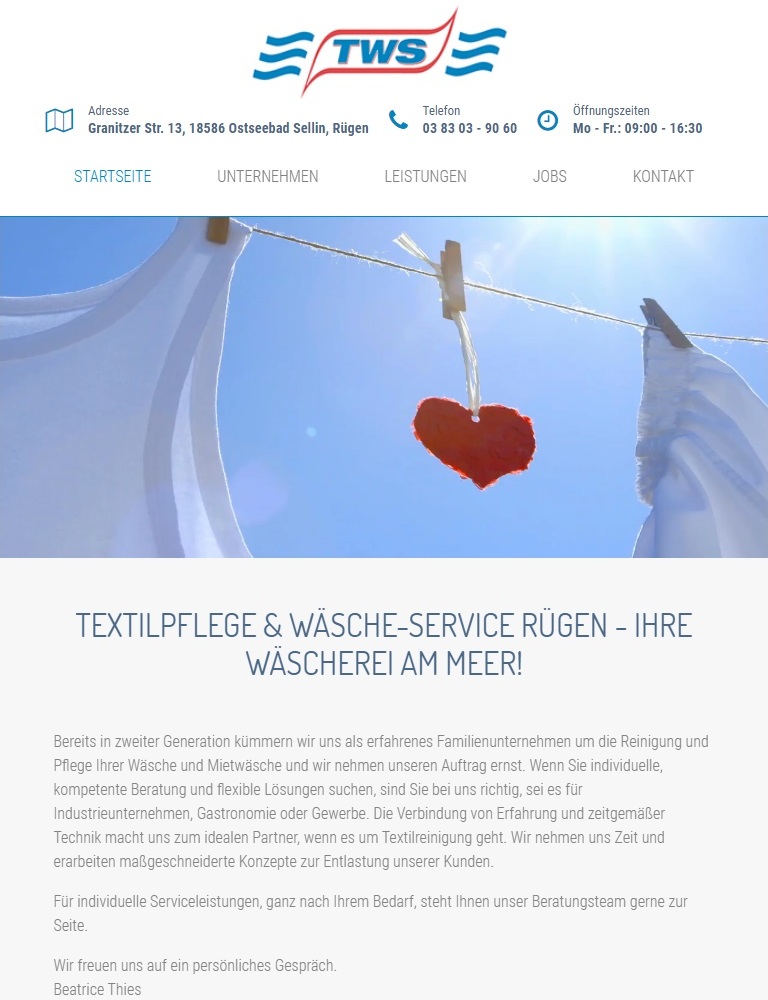 TWS
Adresse
Granitzer Str. 13, 18586 Ostseebad Sellin, Rügen
Telefon
03 83 03 - 90 60
Öffnungszeiten
Mo - Fr.: 09:00 - 16:30
STARTSEITE UNTERNEHMEN LEISTUNGEN JOBS KONTAKT
TEXTILPFLEGE & WÄSCHE-SERVICE RÜGEN - IHRE
WÄSCHEREI AM MEER!
Bereits in zweiter Generation kümmern wir uns als erfahrenes Familienunternehmen um die Reinigung und
Pflege Ihrer Wäsche und Mietwäsche und wir nehmen unseren Auftrag ernst. Wenn Sie individuelle,
kompetente Beratung und flexible Lösungen suchen, sind Sie bei uns richtig, sei es für
Industrieunternehmen, Gastronomie oder Gewerbe. Die Verbindung von Erfahrung und zeitgemäßer
Technik macht uns zum idealen Partner, wenn es um Textilreinigung geht. Wir nehmen uns Zeit und
erarbeiten maßgeschneiderte Konzepte zur Entlastung unserer Kunden.
Für individuelle Serviceleistungen, ganz nach Ihrem Bedarf, steht Ihnen unser Beratungsteam gerne zur
Seite.
Wir freuen uns auf ein persönliches Gespräch.
Beatrice Thies